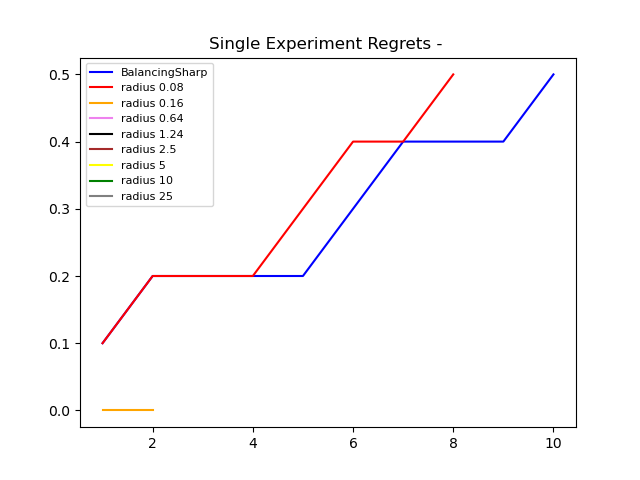 Single Experiment Regrets -
BalancingSharp
radius 0.08
radius 0.16
radius 0.64
radius 1.24
radius 2.5
radius 5
radius 10
radius 25
0.5
0.4
0.3
0.2
0.1
0.0
2 4 6 8 10